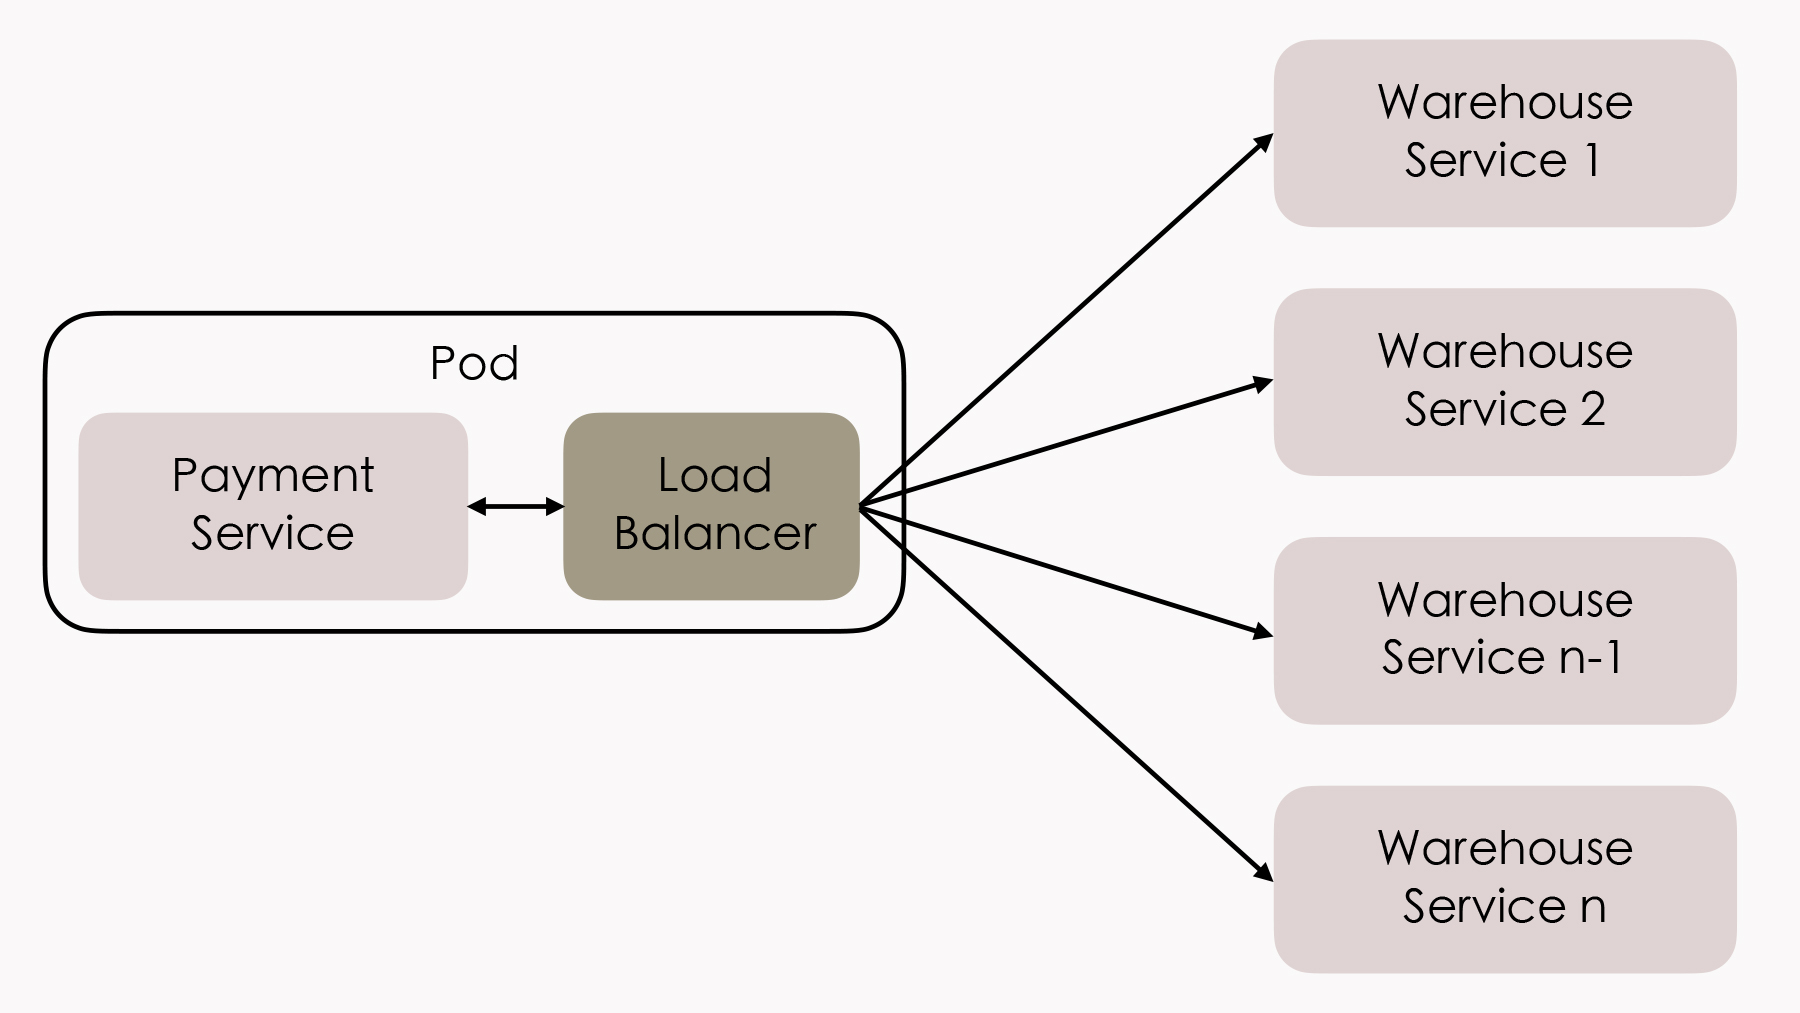 Pod
Payment
Service
Load
Balancer
Warehouse
Service 1
Warehouse
Service 2
Warehouse
Service n-1
Warehouse
Service n